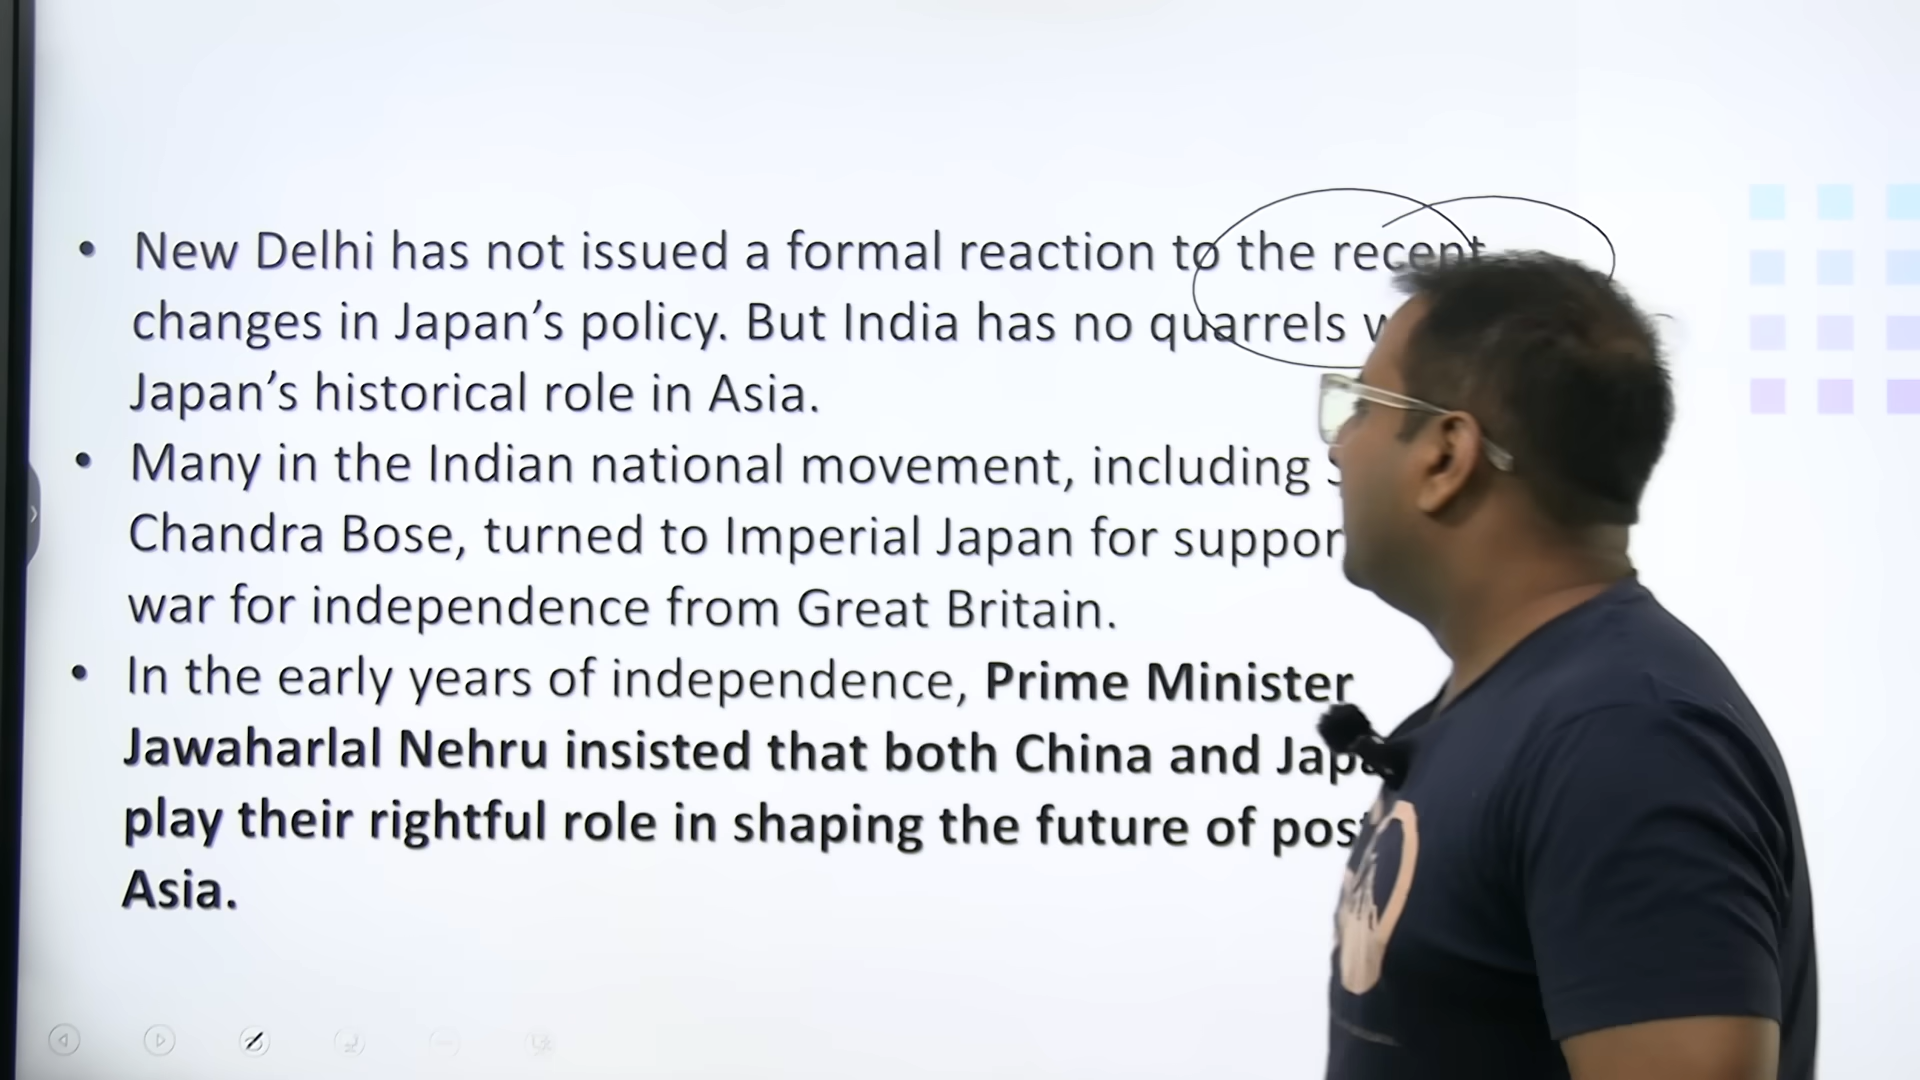 • New Delhi has not issued a formal reaction to the recent
changes in Japan’s policy. But India has no quarrels
Japan’s historical role in Asia.
• Many in the Indian national movement, including
Chandra Bose, turned to Imperial Japan for
war for independence from Great Britain.
• In the early years of independence, Prime Minister
Jawaharlal Nehru insisted that both China and
play their rightful role in shaping the future of
Asia.